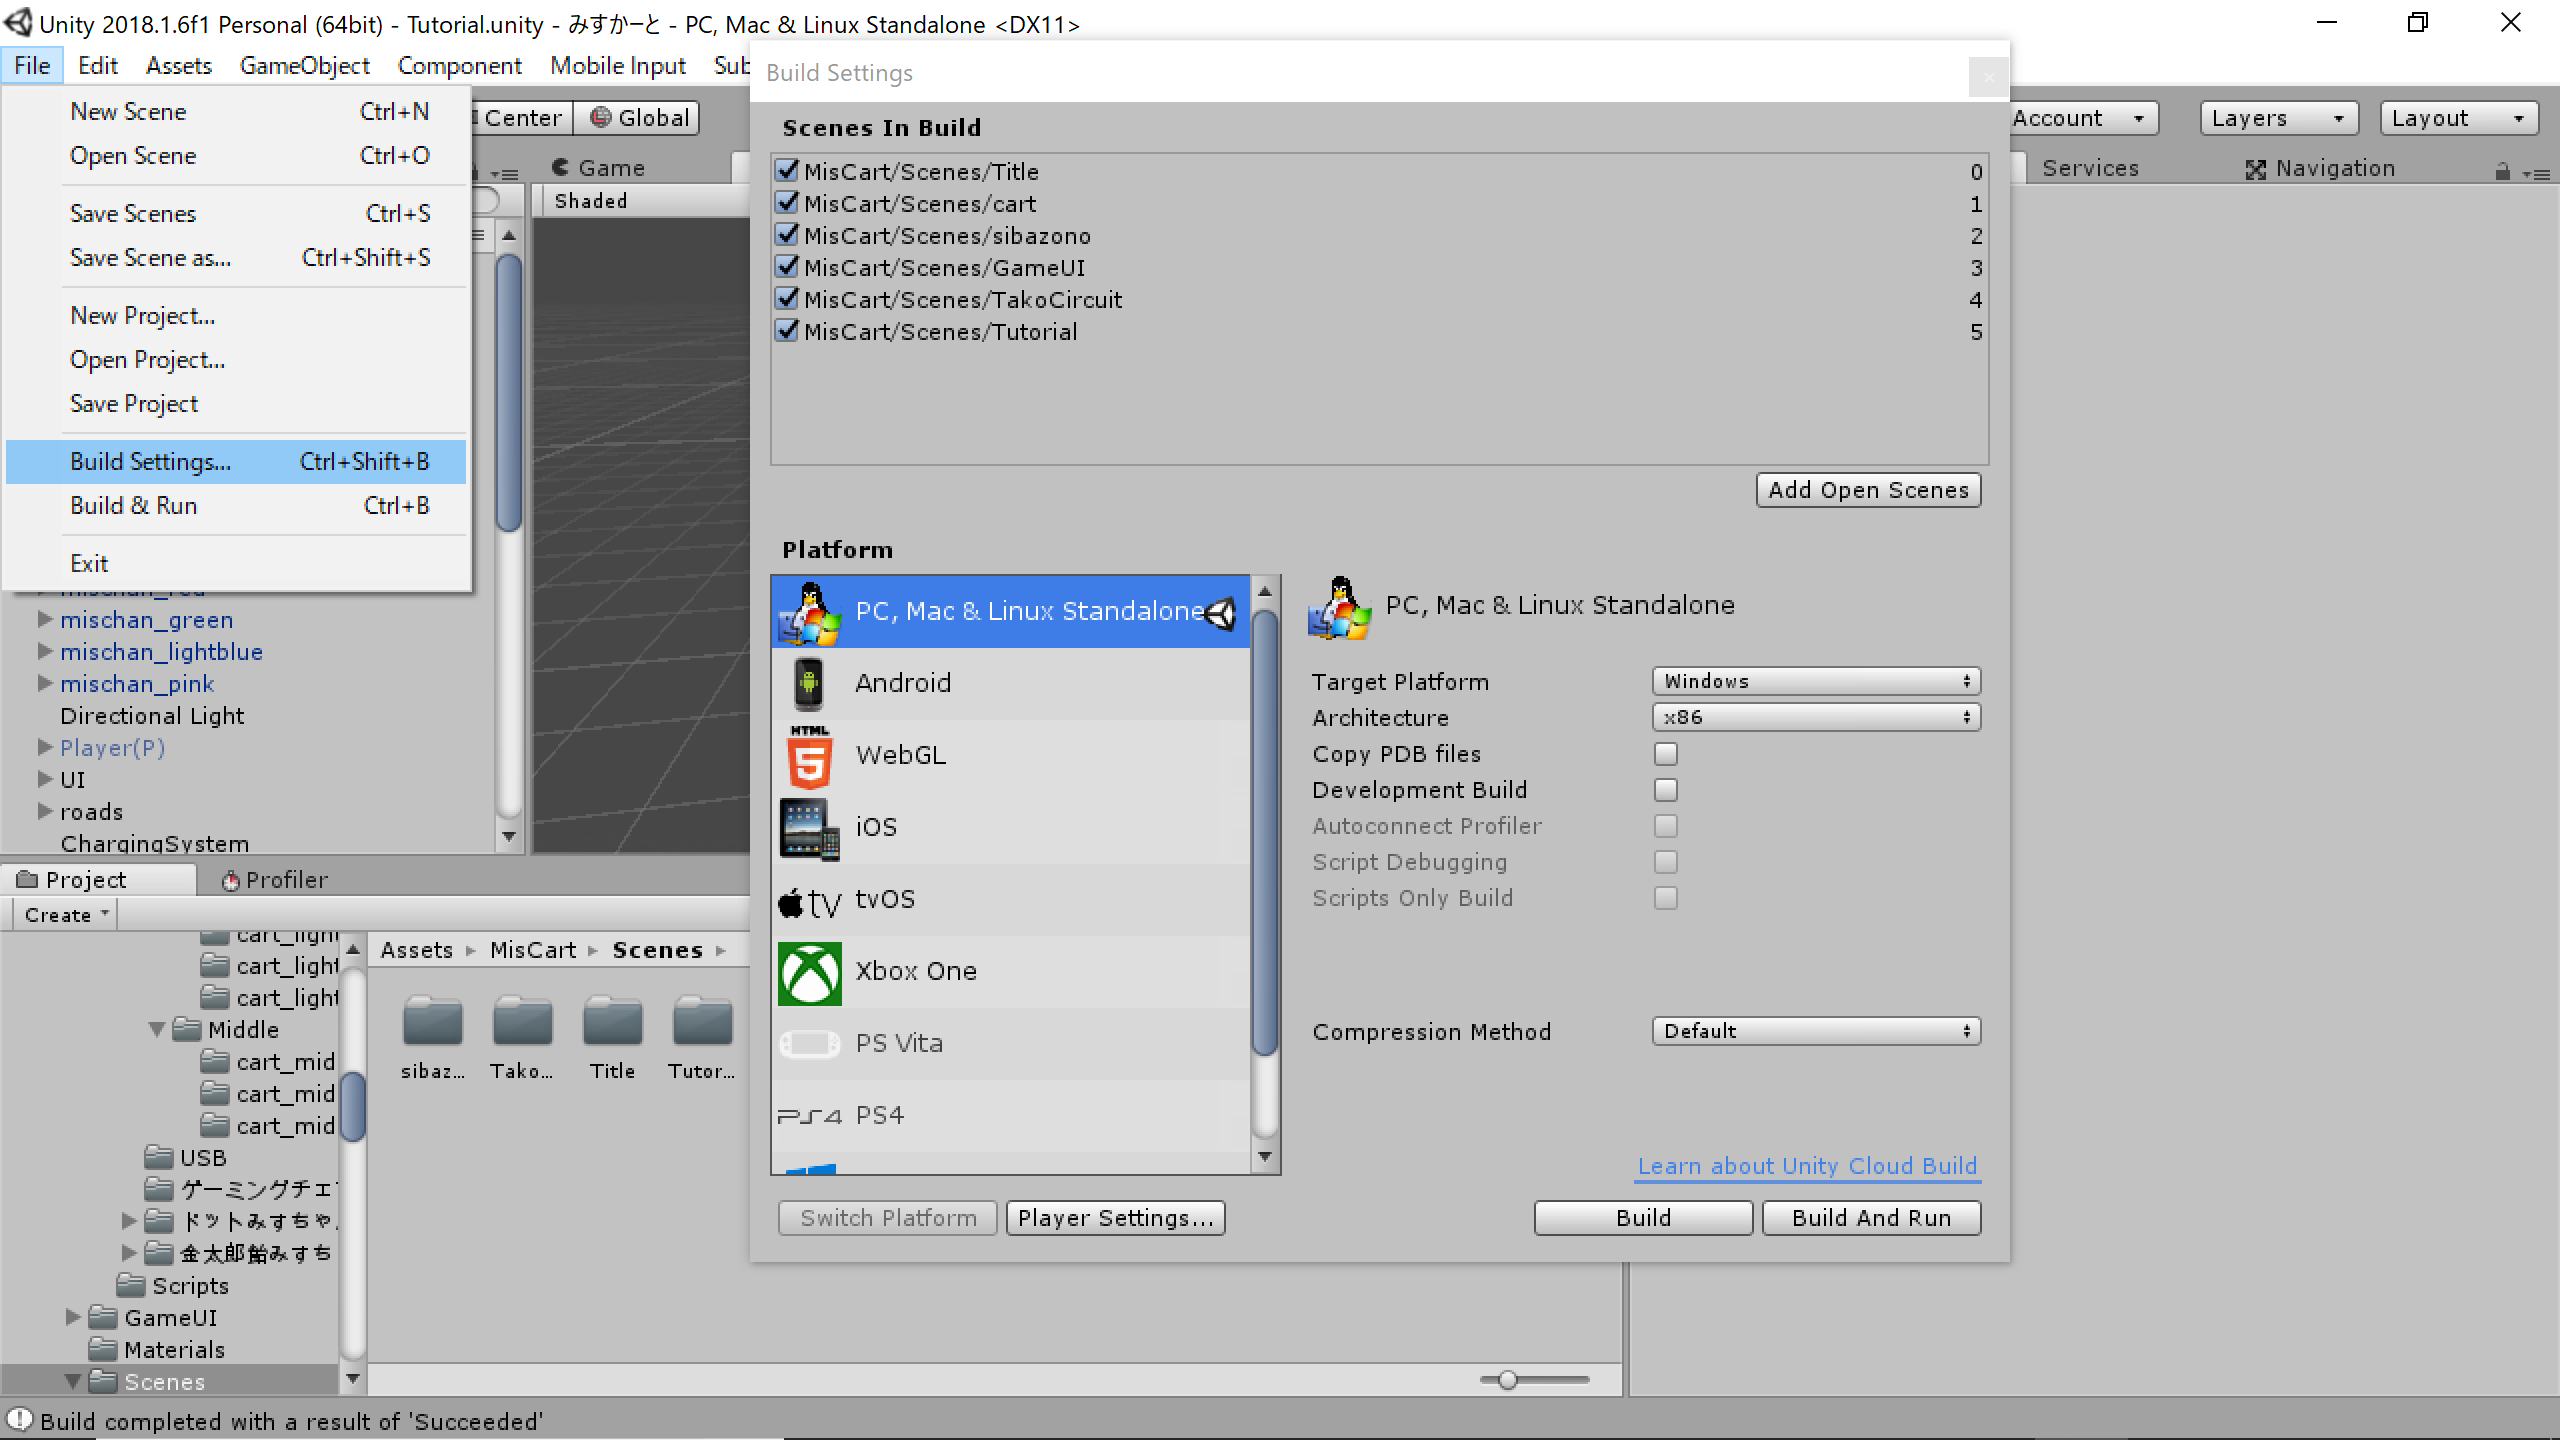 Unity 2018.1.6f1 Personal (64bit) - Tutorial.unity - みすかーと - PC, Mac & Linux Standalone <DX11>
File Edit Assets GameObject Component Mobile Input Sub
New Scene Ctrl+N
Open Scene Ctrl+O
Save Scenes Ctrl+S
Save Scene as... Ctrl+Shift+S
New Project...
Open Project...
Save Project
Build Settings... Ctrl+Shift+B
Build & Run Ctrl+B
Exit
Center Global
Game
Shaded
Account Layers Layout
Services Navigation
Build Settings
Scenes In Build
MisCart/Scenes/Title 0
MisCart/Scenes/cart 1
MisCart/Scenes/sibazono 2
MisCart/Scenes/GameUI 3
MisCart/Scenes/TakoCircuit 4
MisCart/Scenes/Tutorial 5
Add Open Scenes
Platform
PC, Mac & Linux Standalone
Android
HTML 5 WebGL
iOS
tv tvOS
Xbox One
PS Vita
PS4 PS4
PC, Mac & Linux Standalone
Target Platform Windows
Architecture x86
Copy PDB files
Development Build
Autoconnect Profiler
Script Debugging
Scripts Only Build
Compression Method Default
Learn about Unity Cloud Build
Switch Platform Player Settings... Build Build And Run
mischan_red
mischan_green
mischan_lightblue
mischan_pink
Directional Light
Player(P)
UI
roads
ChargingSystem
Project Profiler
Create
cart_light
cart_light
cart_light
Middle
cart_mid
cart_mid
cart_mid
USB
ゲーミングチェ
ドットみすちゃ
金太郎飴みすち
Scripts
GameUI
Materials
Scenes
Assets MisCart Scenes
sibaz... Tako... Title Tutor...
Build completed with a result of 'Succeeded'